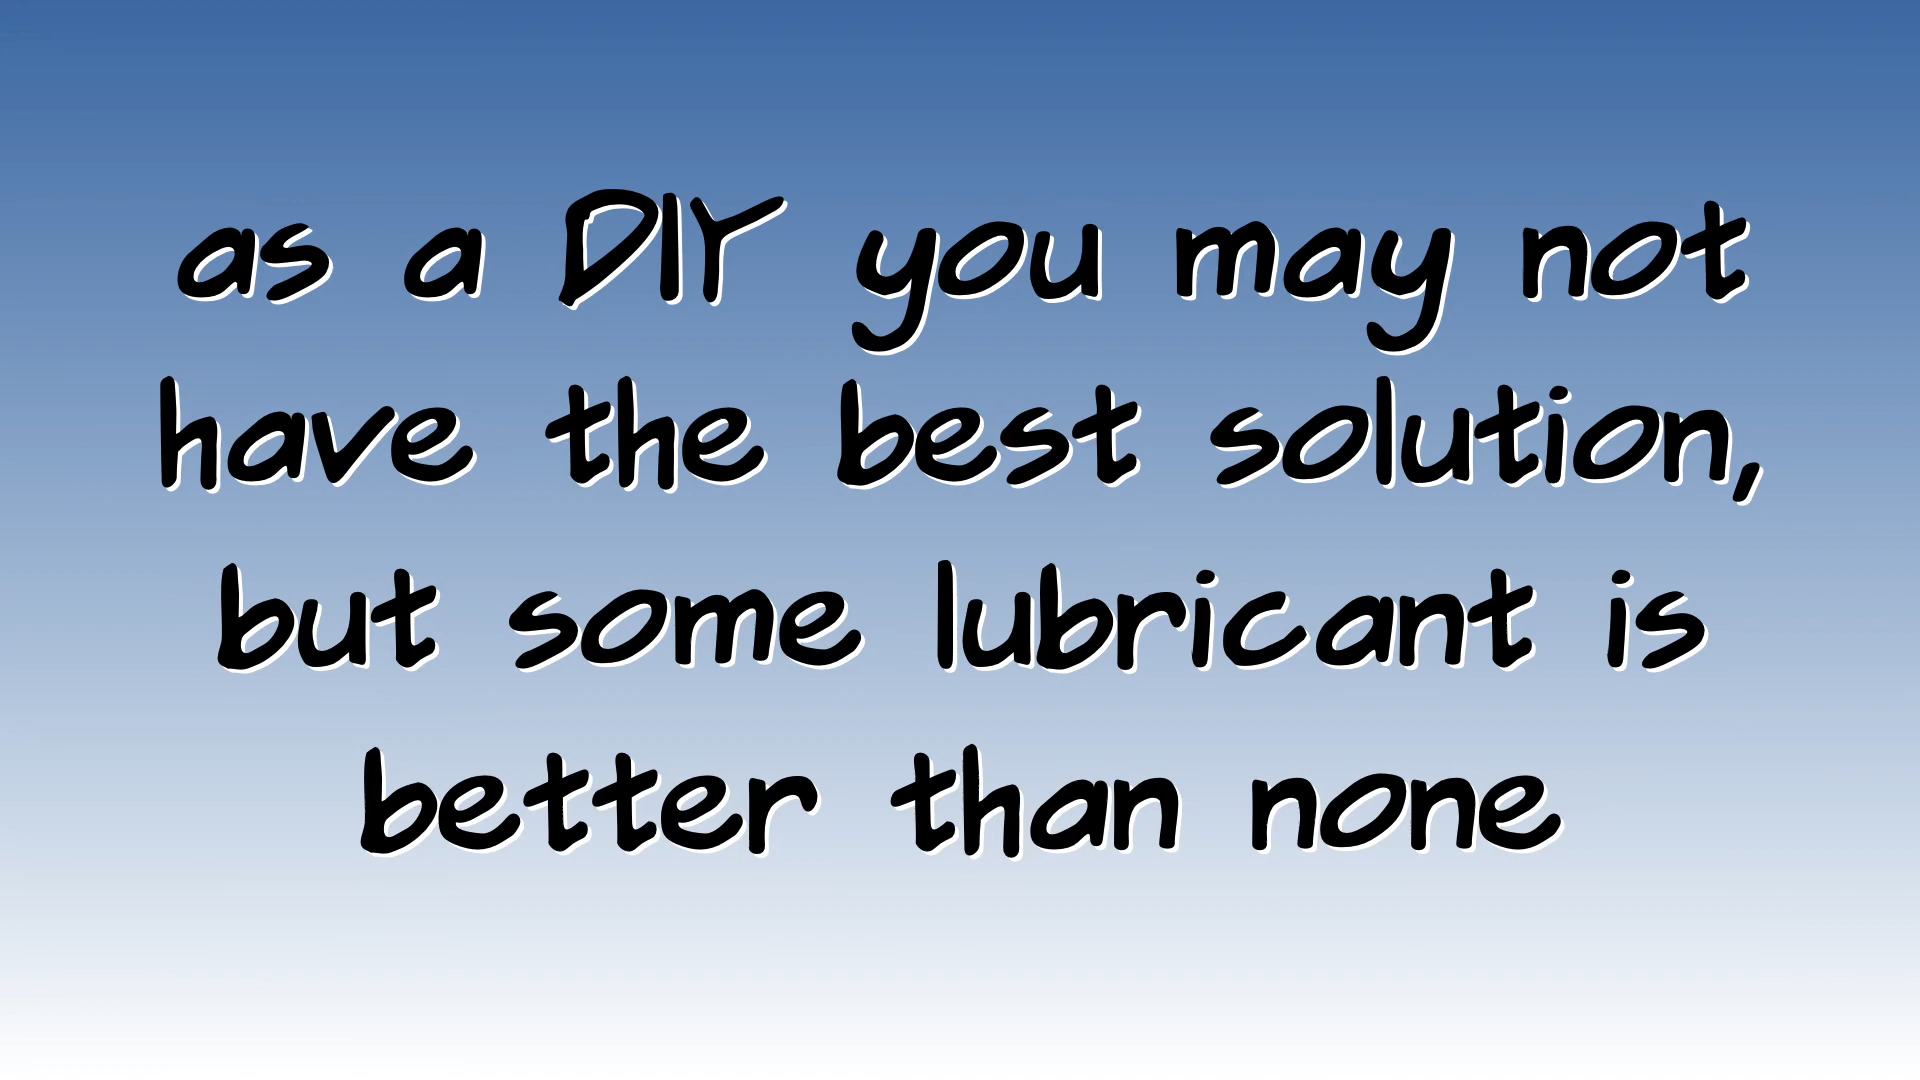 as a DIY you may not
have the best solution,
but some lubricant is
better than none